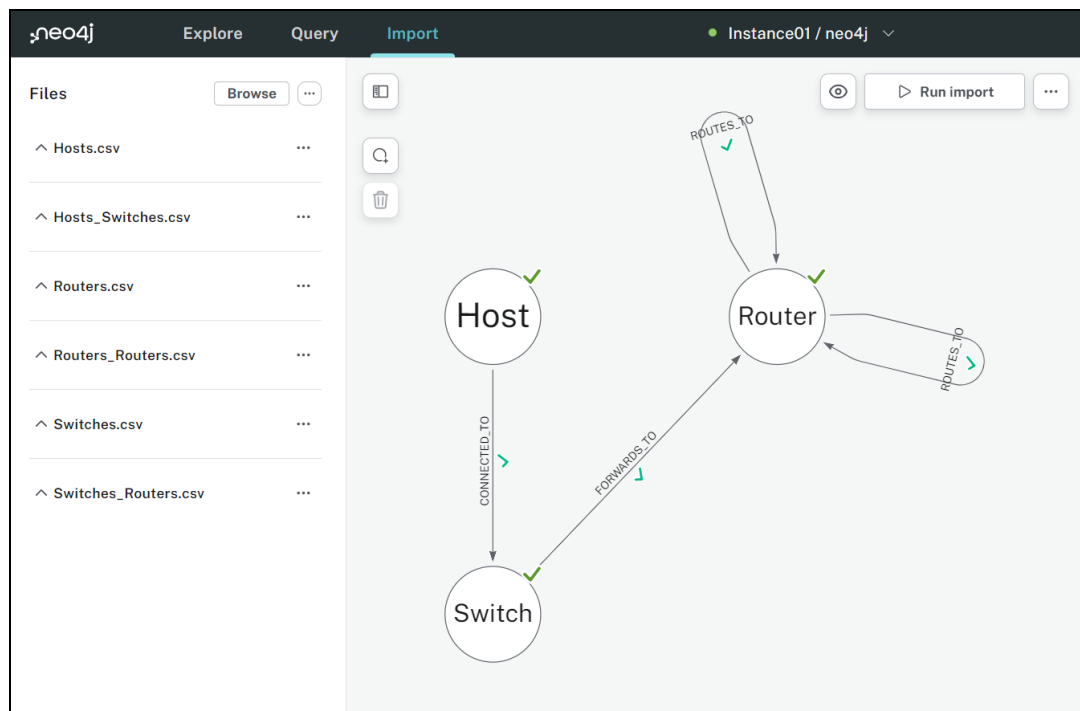 neo4j
Explore
Query
Import
Instance01 / neo4j
Files
Browse
Run import
Hosts.csv
Hosts_Switches.csv
Routers.csv
Routers_Routers.csv
Switches.csv
Switches_Routers.csv
ROUTES_TO
Host
Router
ROUTES_TO
CONNECTED_TO
FORWARDS_TO
Switch